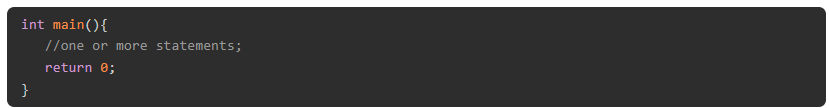 int main(){
   //one or more statements;
   return 0;
}